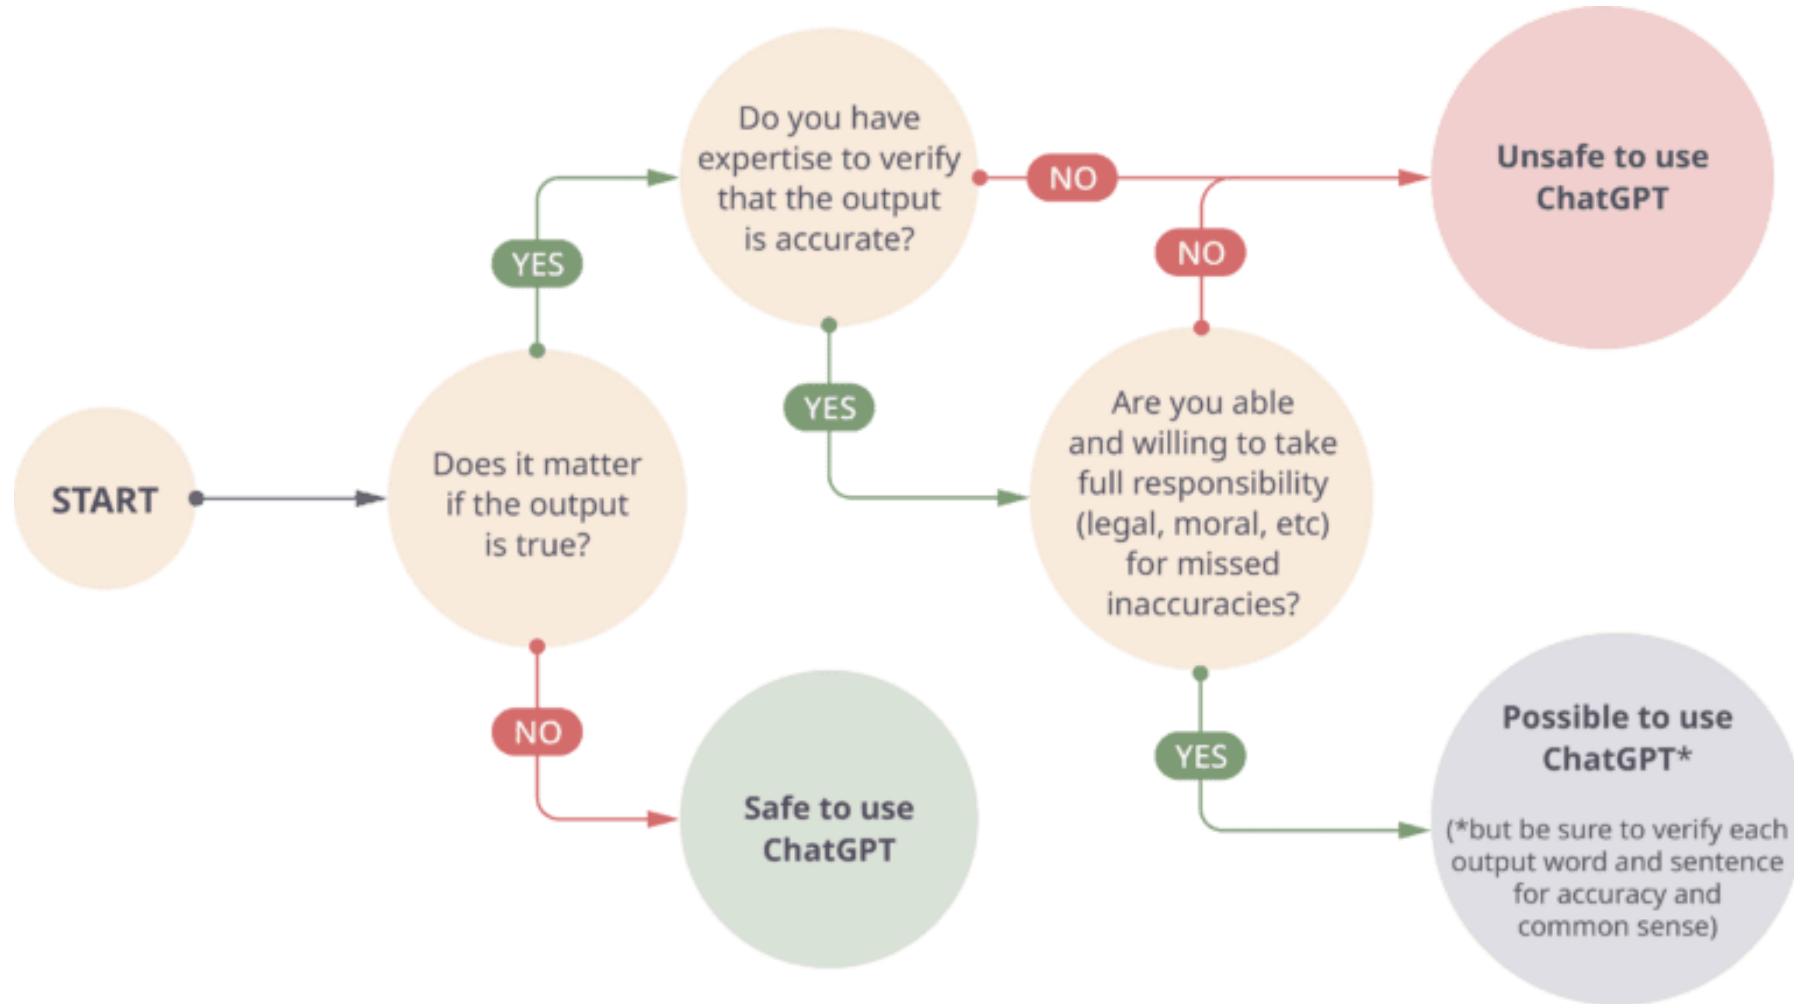 START
Does it matter
if the output
is true?
YES
NO
Do you have
expertise to verify
that the output
is accurate?
NO
YES
Safe to use
ChatGPT
Are you able
and willing to take
full responsibility
(legal, moral, etc)
for missed
inaccuracies?
NO
YES
Unsafe to use
ChatGPT
Possible to use
ChatGPT*
(*but be sure to verify each
output word and sentence
for accuracy and
common sense)